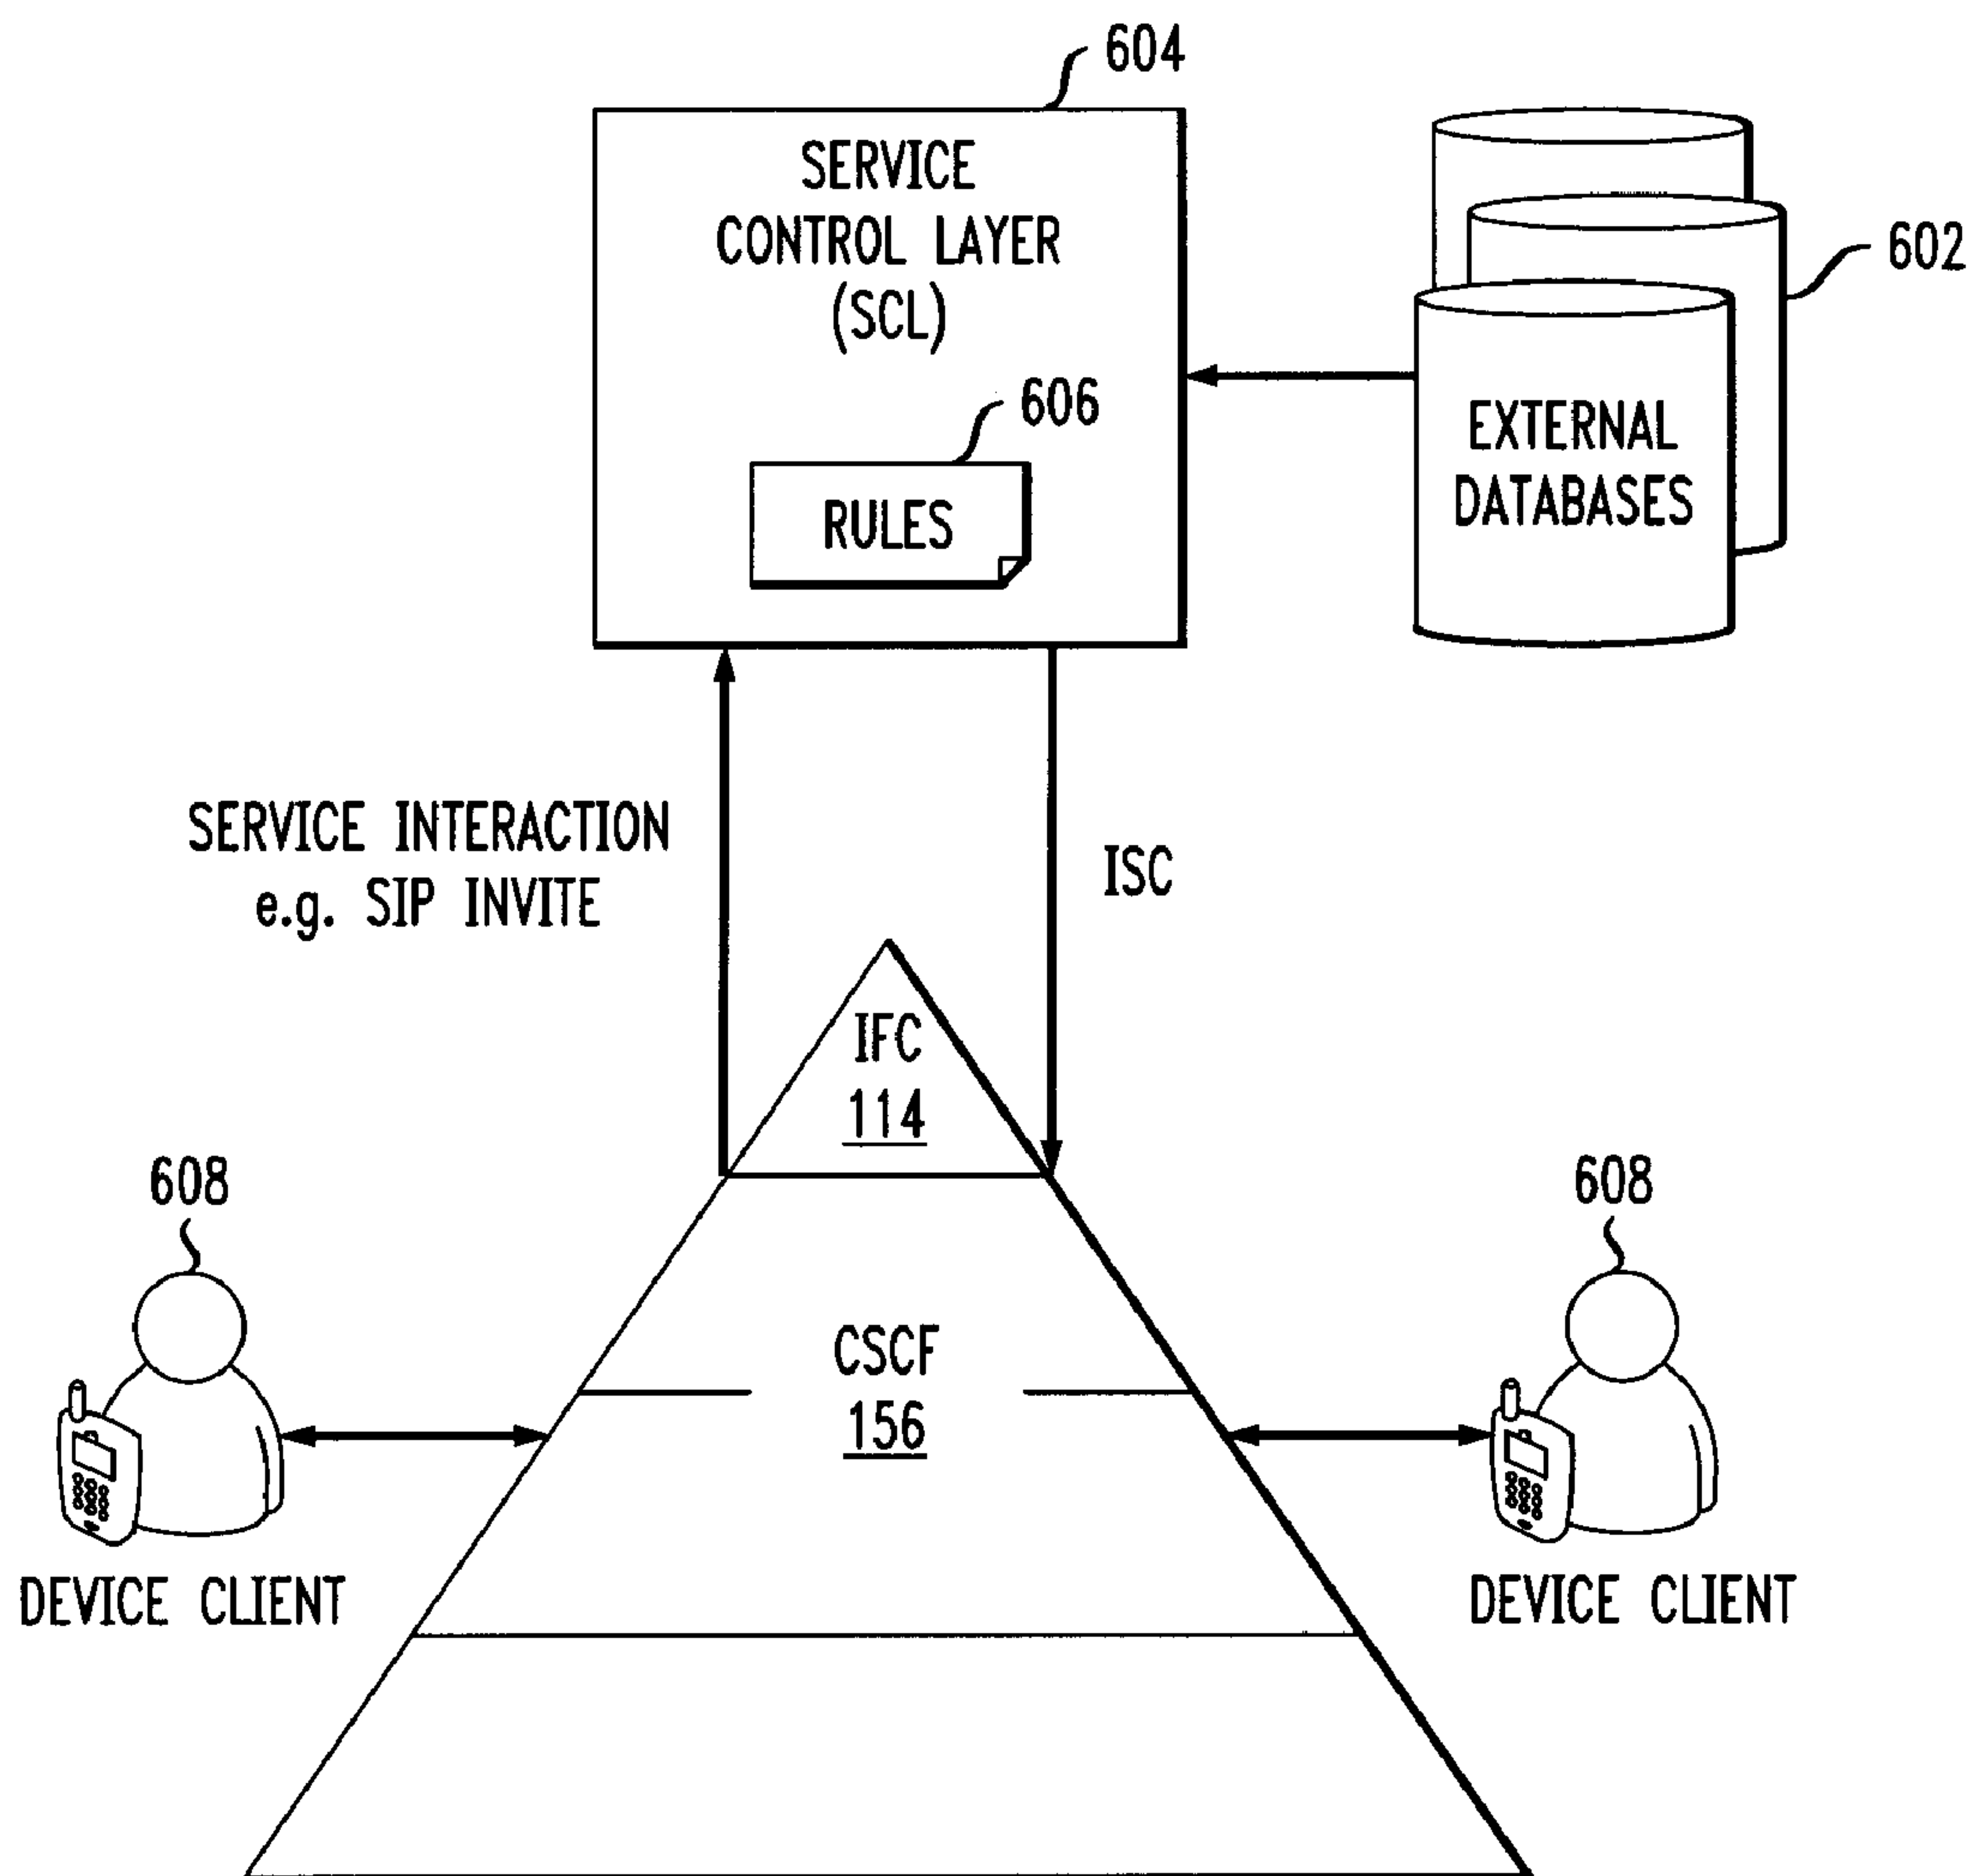 604
SERVICE
CONTROL LAYER
(SCL)
602
606
RULES
EXTERNAL
DATABASES
SERVICE INTERACTION
e.g. SIP INVITE
ISC
IFC
114
608
608
CSCF
156
DEVICE CLIENT
DEVICE CLIENT